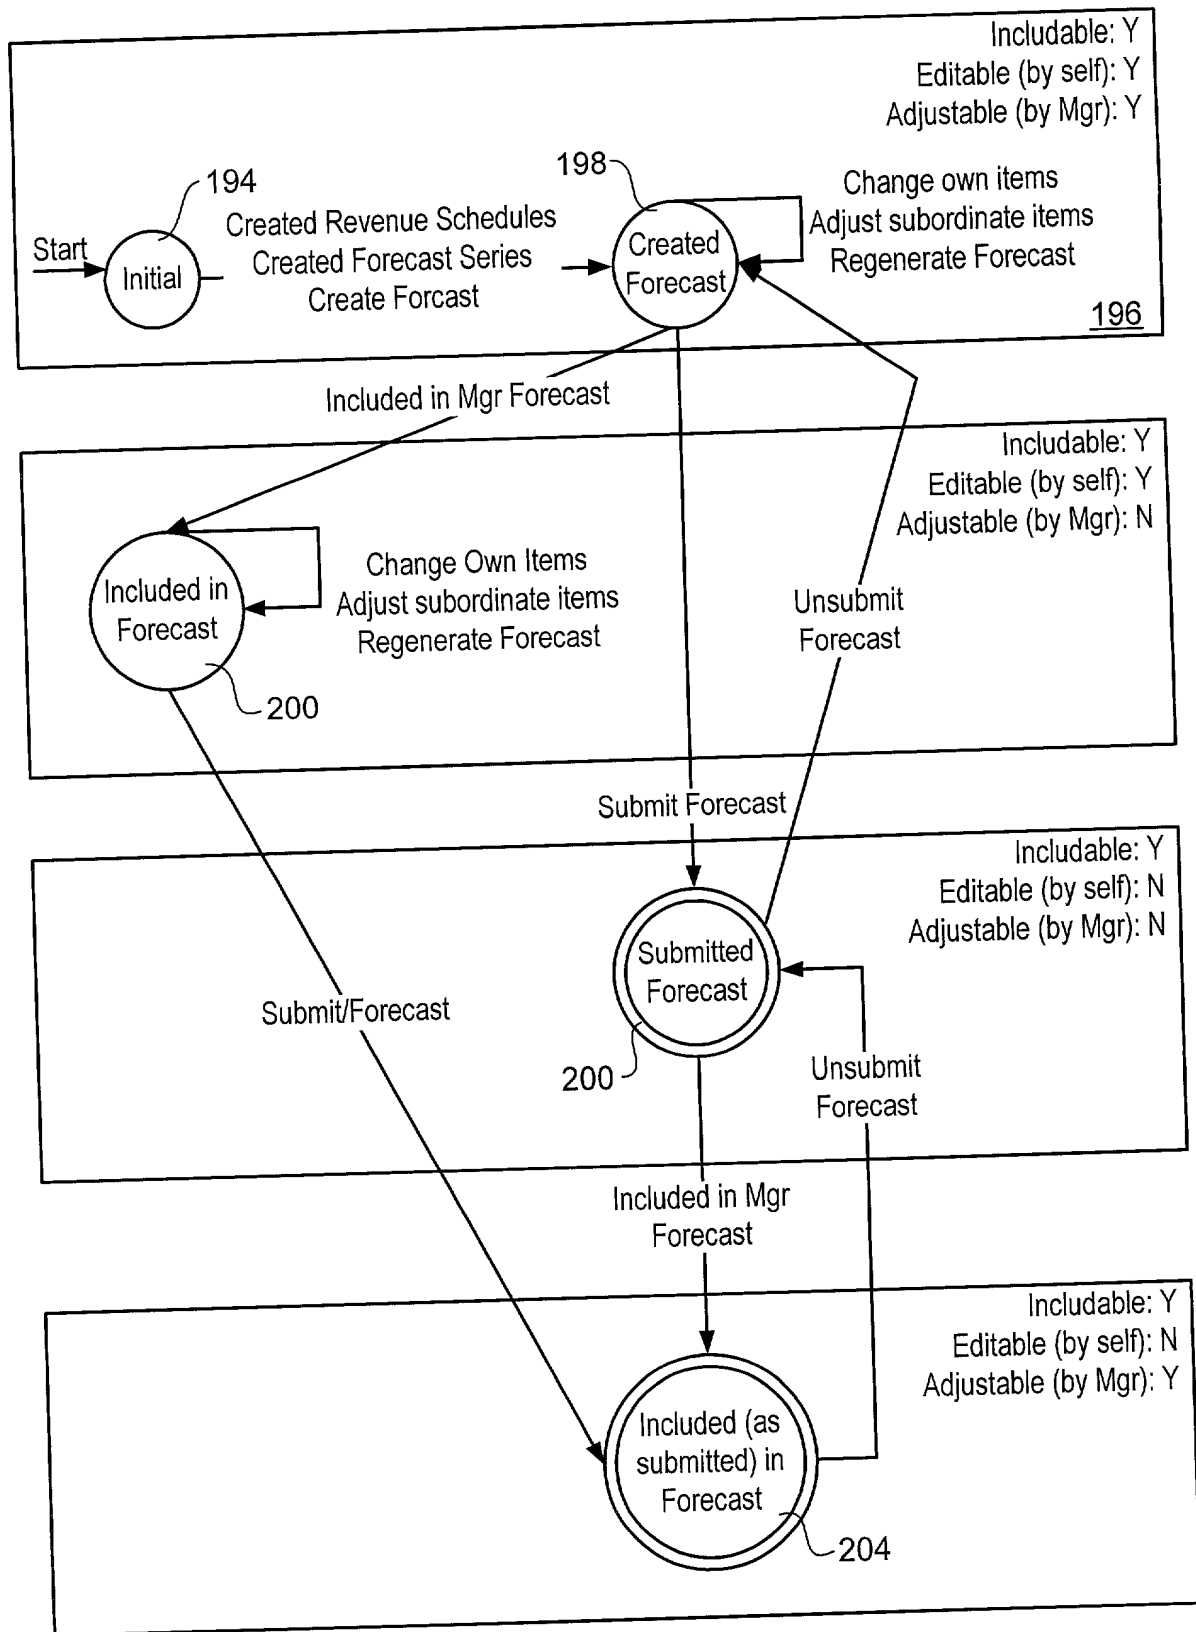 Includable: Y
Editable (by self): Y
Adjustable (by Mgr): Y
194
198
Start
Initial
Created Revenue Schedules
Created Forecast Series
Create Forcast
Created
Forecast
Change own items
Adjust subordinate items
Regenerate Forecast
196
Included in Mgr Forecast
Includable: Y
Editable (by self): Y
Adjustable (by Mgr): N
Included in
Forecast
Change Own Items
Adjust subordinate items
Regenerate Forecast
200
Unsubmit
Forecast
Submit Forecast
Includable: Y
Editable (by self): N
Adjustable (by Mgr): N
Submitted
Forecast
200
Submit/Forecast
Unsubmit
Forecast
Included in Mgr
Forecast
Includable: Y
Editable (by self): N
Adjustable (by Mgr): Y
Included (as
submitted) in
Forecast
204